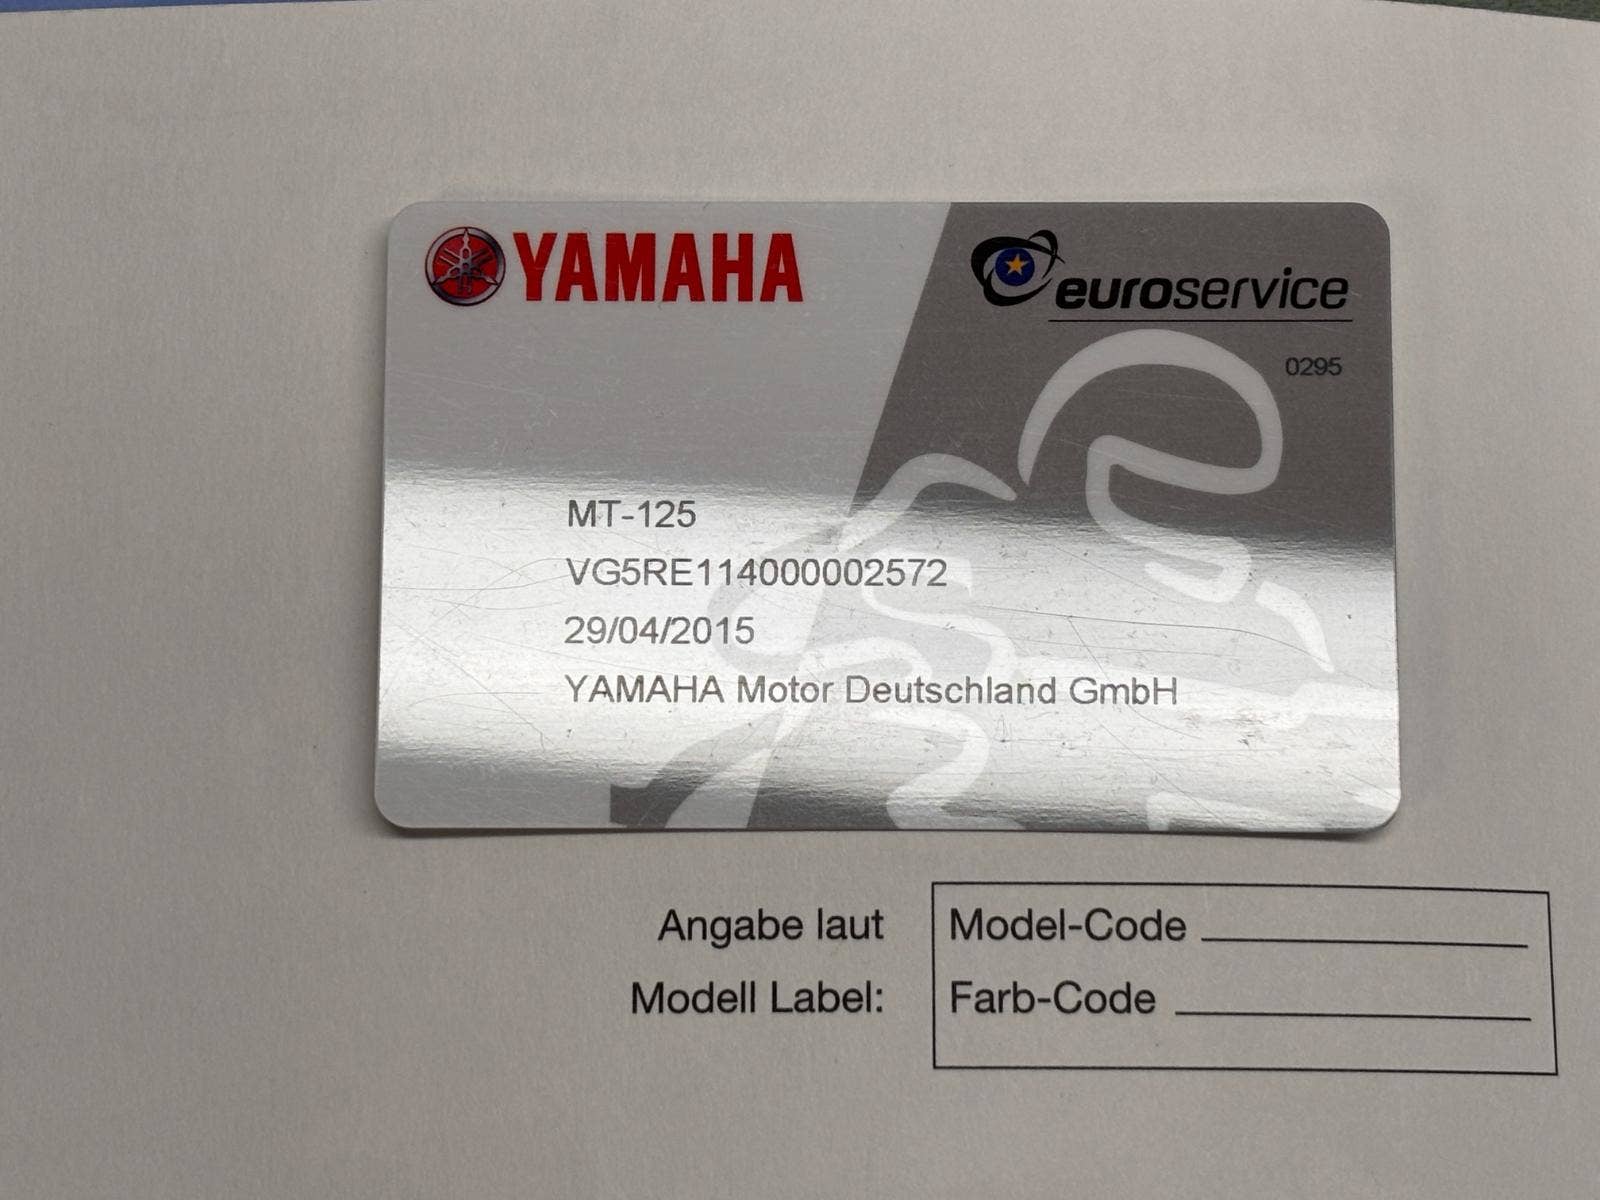 YAMAHA
euroservice
0295
MT-125
VG5RE114000002572
29/04/2015
YAMAHA Motor Deutschland GmbH
Angabe laut
Modell Label:
Model-Code
Farb-Code